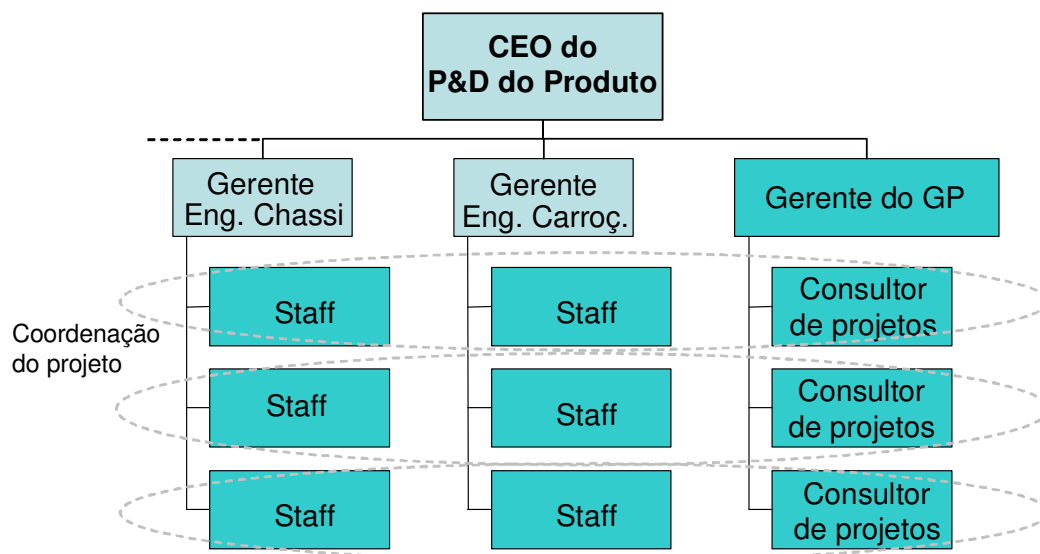 CEO do
P&D do Produto
Gerente
Eng. Chassi
Gerente
Eng. Carroç.
Gerente do GP
Coordenação
do projeto
Staff
Staff
Consultor
de projetos
Staff
Staff
Consultor
de projetos
Staff
Staff
Consultor
de projetos